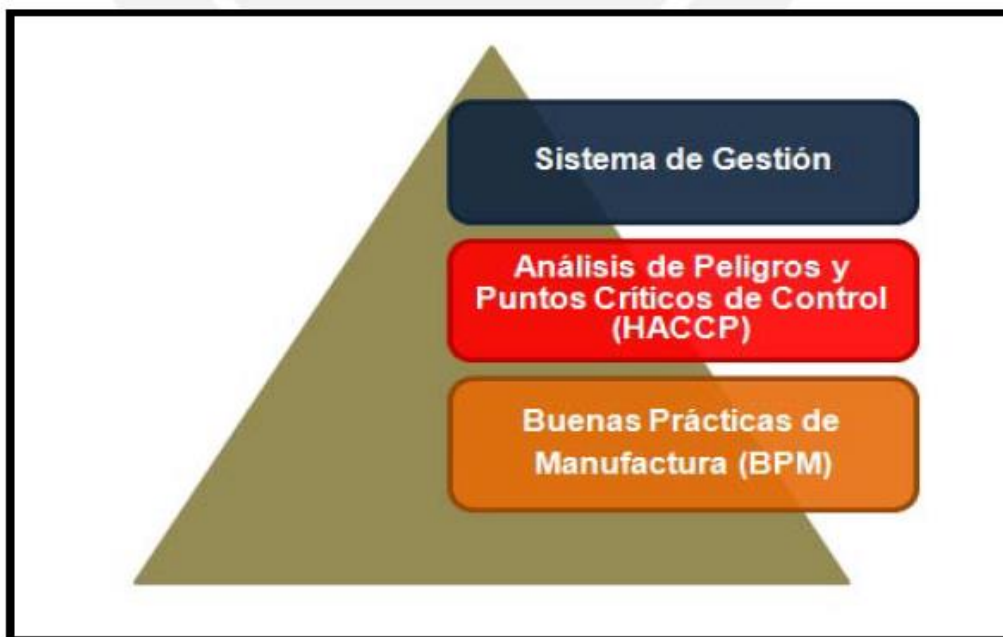 Sistema de Gestión
Análisis de Peligros y
Puntos Críticos de Control
(HACCP)
Buenas Prácticas de
Manufactura (BPM)